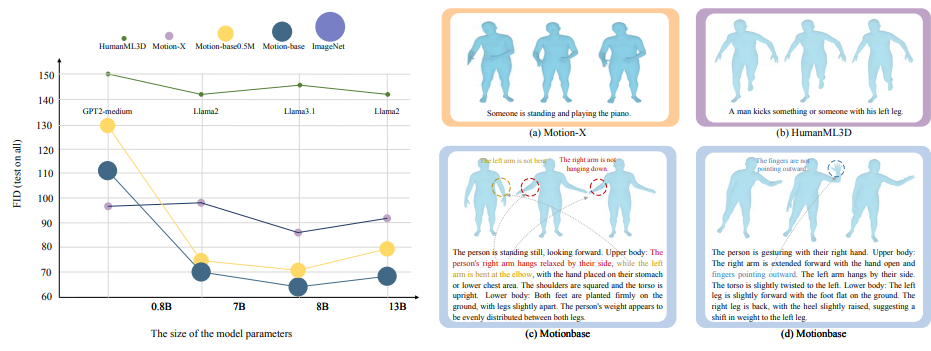 HumanML3D
Motion-X
Motion-base0.5M
Motion-base
ImageNet
150
140
130
120
110
100
90
80
70
60
FID (test on all)
GPT2-medium
Llama2
Llama3.1
Llama2
0.8B
7B
8B
13B
The size of the model parameters
Someone is standing and playing the piano.
(a) Motion-X
A man kicks something or someone with his left leg.
(b) HumanML3D
The left arm is not bent.
The right arm is not
hanging down.
The person is standing still, looking forward. Upper body: The
person's right arm hangs relaxed by their side, while the left
arm is bent at the elbow, with the hand placed on their stomach
or lower chest area. The shoulders are squared and the torso is
upright. Lower body: Both feet are planted firmly on the
ground, with legs slightly apart. The person's weight appears to
be evenly distributed between both legs.
(c) Motionbase
The fingers are not
pointing outward.
The person is gesturing with their right hand. Upper body:
The right arm is extended forward with the hand open and
fingers pointing outward. The left arm hangs by their side.
The torso is slightly twisted to the left. Lower body: The left
leg is slightly forward with the foot flat on the ground. The
right leg is back, with the heel slightly raised, suggesting a
shift in weight to the left leg.
(d) Motionbase